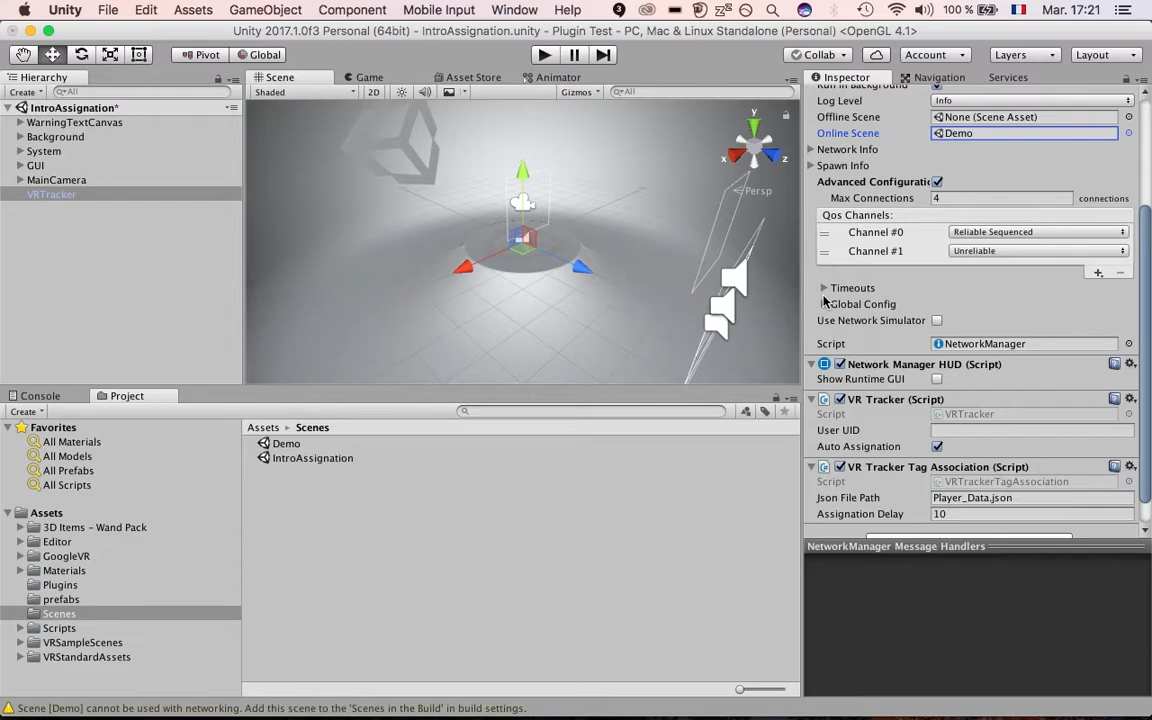 Unity File Edit Assets GameObject Component Mobile Input Window Help 3 100 % Mar. 17:21
Unity 2017.1.0f3 Personal (64bit) - IntroAssignation.unity - Plugin Test - PC, Mac & Linux Standalone (Personal) <OpenGL 4.1>
Pivot Global Collab Account Layers Layout
Hierarchy Scene Game Asset Store Animator Inspector Navigation Services
Create All Shaded 2D Gizmos All
Run in Background
Log Level Info
IntroAssignation*
WarningTextCanvas
Background
System
GUI
MainCamera
VRTracker
y
x
z
Persp
Offline Scene None (Scene Asset)
Online Scene Demo
Network Info
Spawn Info
Advanced Configuratio
Max Connections 4 connections
Qos Channels:
Channel #0 Reliable Sequenced
Channel #1 Unreliable
Timeouts
Global Config
Use Network Simulator
Script NetworkManager
Network Manager HUD (Script)
Show Runtime GUI
VR Tracker (Script)
Script VRTracker
User UID
Auto Assignation
VR Tracker Tag Association (Script)
Script VRTrackerTagAssociation
Json File Path Player_Data.json
Assignation Delay 10
NetworkManager Message Handlers
Console Project
Create
Favorites
All Materials
All Models
All Prefabs
All Scripts
Assets
3D Items - Wand Pack
Editor
GoogleVR
Materials
Plugins
prefabs
Scenes
Scripts
VRSampleScenes
VRStandardAssets
Assets Scenes
Demo
IntroAssignation
Scene [Demo] cannot be used with networking. Add this scene to the 'Scenes in the Build' in build settings.